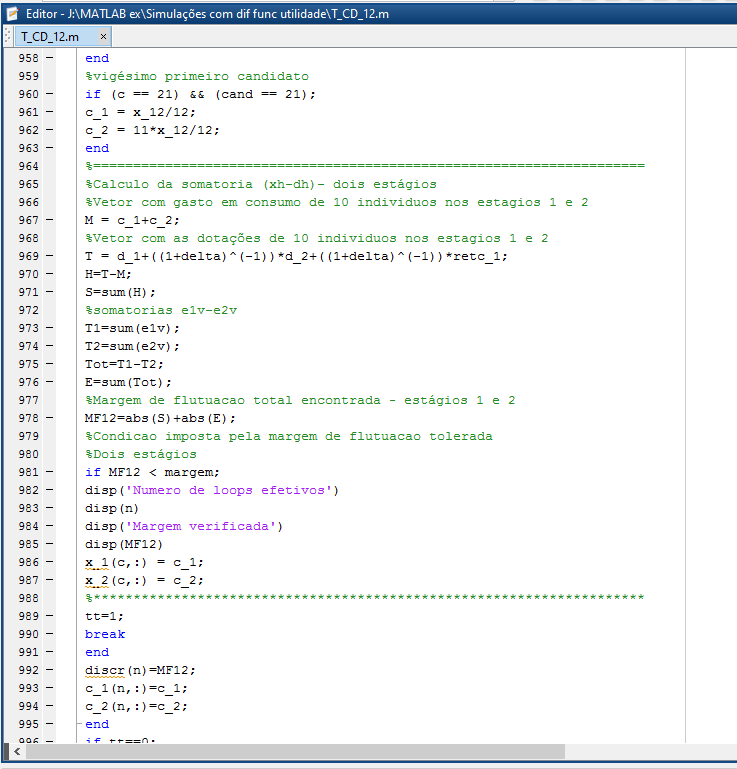 Editor - J:\MATLAB ex\Simulações com dif func utilidade\T_CD_12.m
T_CD_12.m ×
958 − end
959 %vigésimo primeiro candidato
960 − if (c == 21) && (cand == 21);
961 − c_1 = x_12/12;
962 − c_2 = 11*x_12/12;
963 − end
964 %====================================================================
965 %Calculo da somatoria (xh-dh)- dois estágios
966 %Vetor com gasto em consumo de 10 individuos nos estagios 1 e 2
967 − M = c_1+c_2;
968 %Vetor com as dotações de 10 individuos nos estagios 1 e 2
969 − T = d_1+((1+delta)^(-1))*d_2+((1+delta)^(-1))*retc_1;
970 − H=T-M;
971 − S=sum(H);
972 %somatorias e1v-e2v
973 − T1=sum(e1v);
974 − T2=sum(e2v);
975 − Tot=T1-T2;
976 − E=sum(Tot);
977 %Margem de flutuacao total encontrada - estágios 1 e 2
978 − MF12=abs(S)+abs(E);
979 %Condicao imposta pela margem de flutuacao tolerada
980 %Dois estágios
981 − if MF12 < margem;
982 − disp('Numero de loops efetivos')
983 − disp(n)
984 − disp('Margem verificada')
985 − disp(MF12)
986 − x_1(c,:) = c_1;
987 − x_2(c,:) = c_2;
988 %********************************************************************
989 − tt=1;
990 − break
991 − end
992 − discr(n)=MF12;
993 − c_1(n,:)=c_1;
994 − c_2(n,:)=c_2;
995 − end
996 − if tt==0;